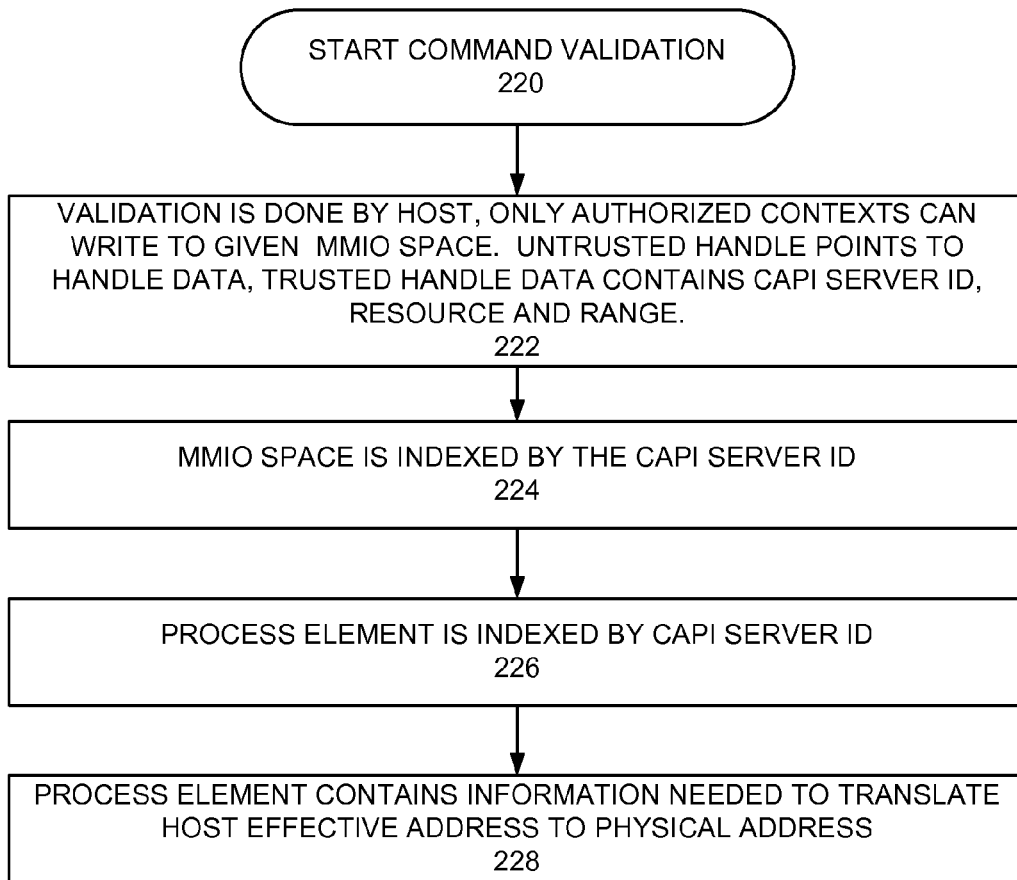 START COMMAND VALIDATION
220
VALIDATION IS DONE BY HOST, ONLY AUTHORIZED CONTEXTS CAN
WRITE TO GIVEN MMIO SPACE. UNTRUSTED HANDLE POINTS TO
HANDLE DATA, TRUSTED HANDLE DATA CONTAINS CAPI SERVER ID,
RESOURCE AND RANGE.
222
MMIO SPACE IS INDEXED BY THE CAPI SERVER ID
224
PROCESS ELEMENT IS INDEXED BY CAPI SERVER ID
226
PROCESS ELEMENT CONTAINS INFORMATION NEEDED TO TRANSLATE
HOST EFFECTIVE ADDRESS TO PHYSICAL ADDRESS
228